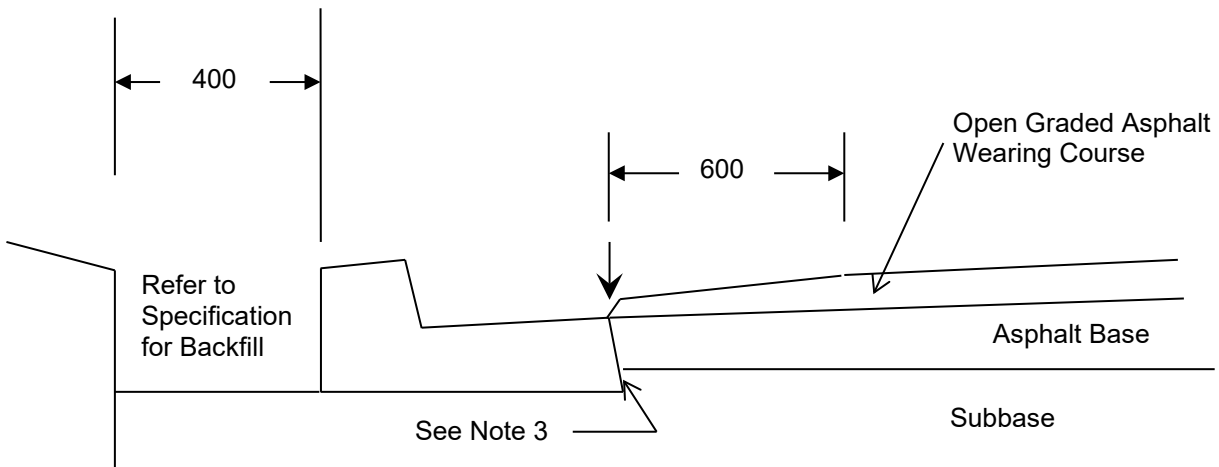 400
600
Open Graded Asphalt
Wearing Course
Refer to
Specification
for Backfill
Asphalt Base
See Note 3
Subbase